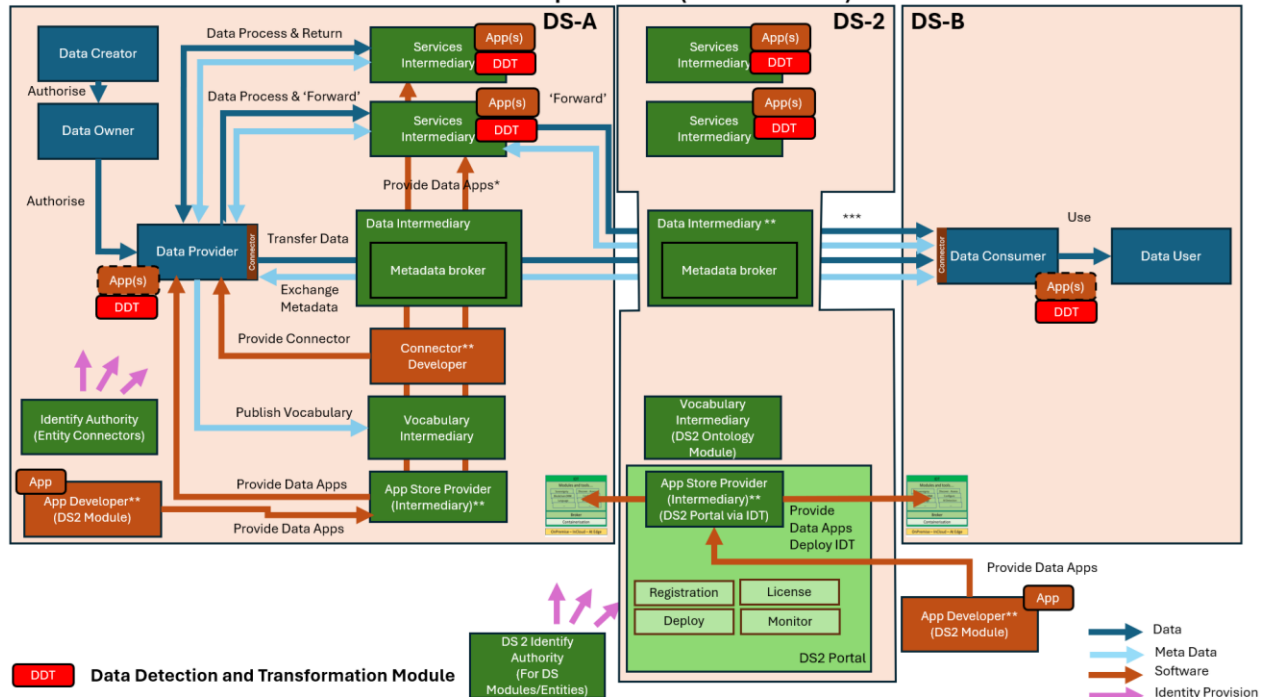 DS-A
DS-2
DS-B
Data Creator
Authorise
Data Owner
Authorise
Data Process & Return
Services
Intermediary
App(s)
DDT
Data Process & ‘Forward’
Services
Intermediary
App(s)
DDT
‘Forward’
Provide Data Apps*
Data Provider
Connector
App(s)
DDT
Transfer Data
Exchange
Metadata
Data Intermediary
Metadata broker
Provide Connector
Connector**
Developer
Identify Authority
(Entity Connectors)
Publish Vocabulary
Vocabulary
Intermediary
App
App Developer**
(DS2 Module)
Provide Data Apps
Provide Data Apps
App Store Provider
(Intermediary)**
Services
Intermediary
App(s)
DDT
Services
Intermediary
App(s)
DDT
Data Intermediary **
Metadata broker
***
Connector
Data Consumer
App(s)
DDT
Use
Data User
Vocabulary
Intermediary
(DS2 Ontology
Module)
App Store Provider
(Intermediary)**
(DS2 Portal via IDT)
Provide
Data Apps
Deploy IDT
Registration
License
Deploy
Monitor
DS2 Portal
Provide Data Apps
App
App Developer**
(DS2 Module)
DS 2 Identify
Authority
(For DS
Modules/Entities)
DDT
Data Detection and Transformation Module
Data
Meta Data
Software
Identity Provision